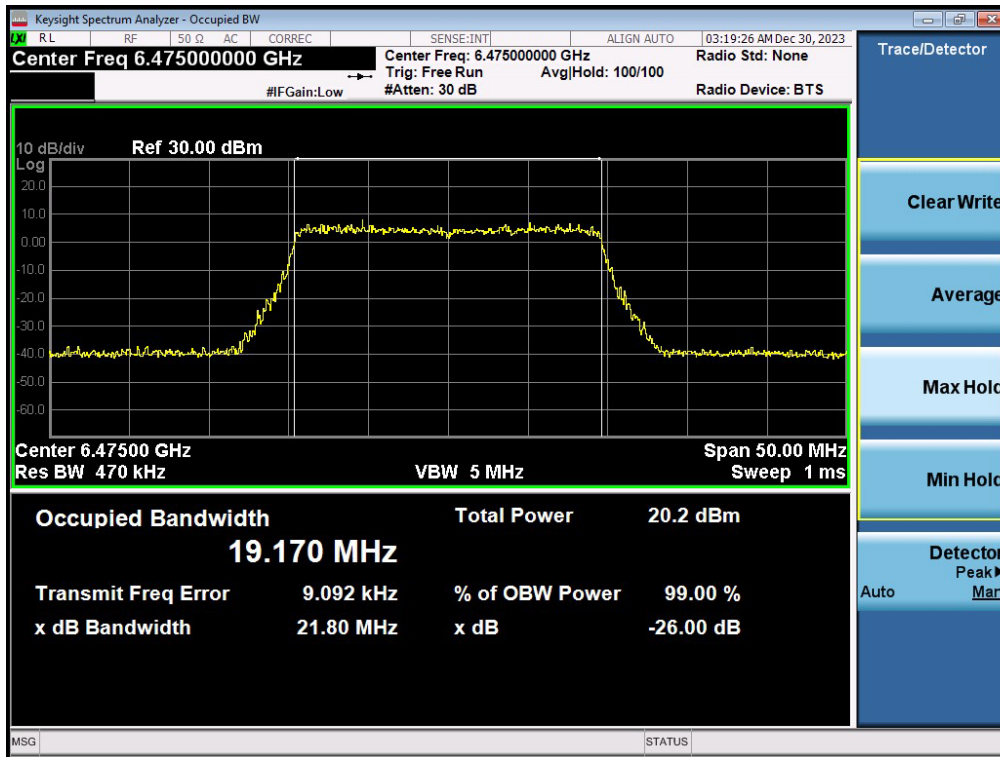 Keysight Spectrum Analyzer - Occupied BW
LXI RL RF 50 Ω AC CORREC SENSE:INT ALIGN AUTO 03:19:26 AM Dec 30, 2023
Center Freq 6.475000000 GHz
Center Freq: 6.475000000 GHz Radio Std: None
Trig: Free Run Avg|Hold: 100/100
#IFGain:Low #Atten: 30 dB Radio Device: BTS
Trace/Detector
10 dB/div Ref 30.00 dBm
Log
20.0
10.0
0.00
-10.0
-20.0
-30.0
-40.0
-50.0
-60.0
Center 6.47500 GHz Span 50.00 MHz
Res BW 470 kHz VBW 5 MHz Sweep 1 ms
Occupied Bandwidth Total Power 20.2 dBm
19.170 MHz
Transmit Freq Error 9.092 kHz % of OBW Power 99.00 %
x dB Bandwidth 21.80 MHz x dB -26.00 dB
Clear Write
Average
Max Hold
Min Hold
Detector
Peak
Auto Man
MSG STATUS